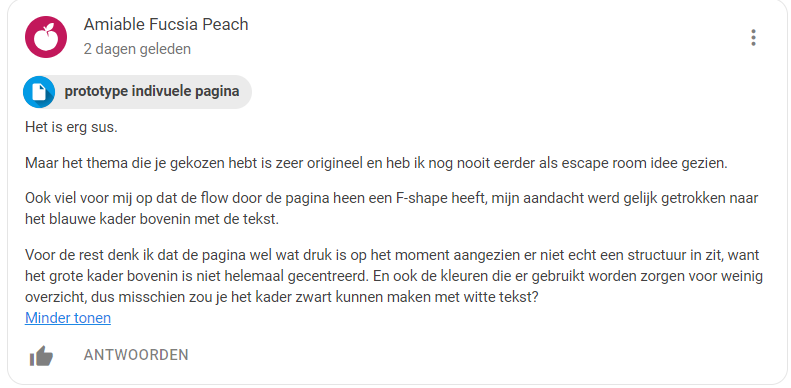 Amiable Fucsia Peach
2 dagen geleden
prototype indivuele pagina
Het is erg sus.
Maar het thema die je gekozen hebt is zeer origineel en heb ik nog nooit eerder als escape room idee gezien.
Ook viel voor mij op dat de flow door de pagina heen een F-shape heeft, mijn aandacht werd gelijk getrokken naar
het blauwe kader bovenin met de tekst.
Voor de rest denk ik dat de pagina wel wat druk is op het moment aangezien er niet echt een structuur in zit, want
het grote kader bovenin is niet helemaal gecentreerd. En ook de kleuren die er gebruikt worden zorgen voor weinig
overzicht, dus misschien zou je het kader zwart kunnen maken met witte tekst?
Minder tonen
ANTWOORDEN